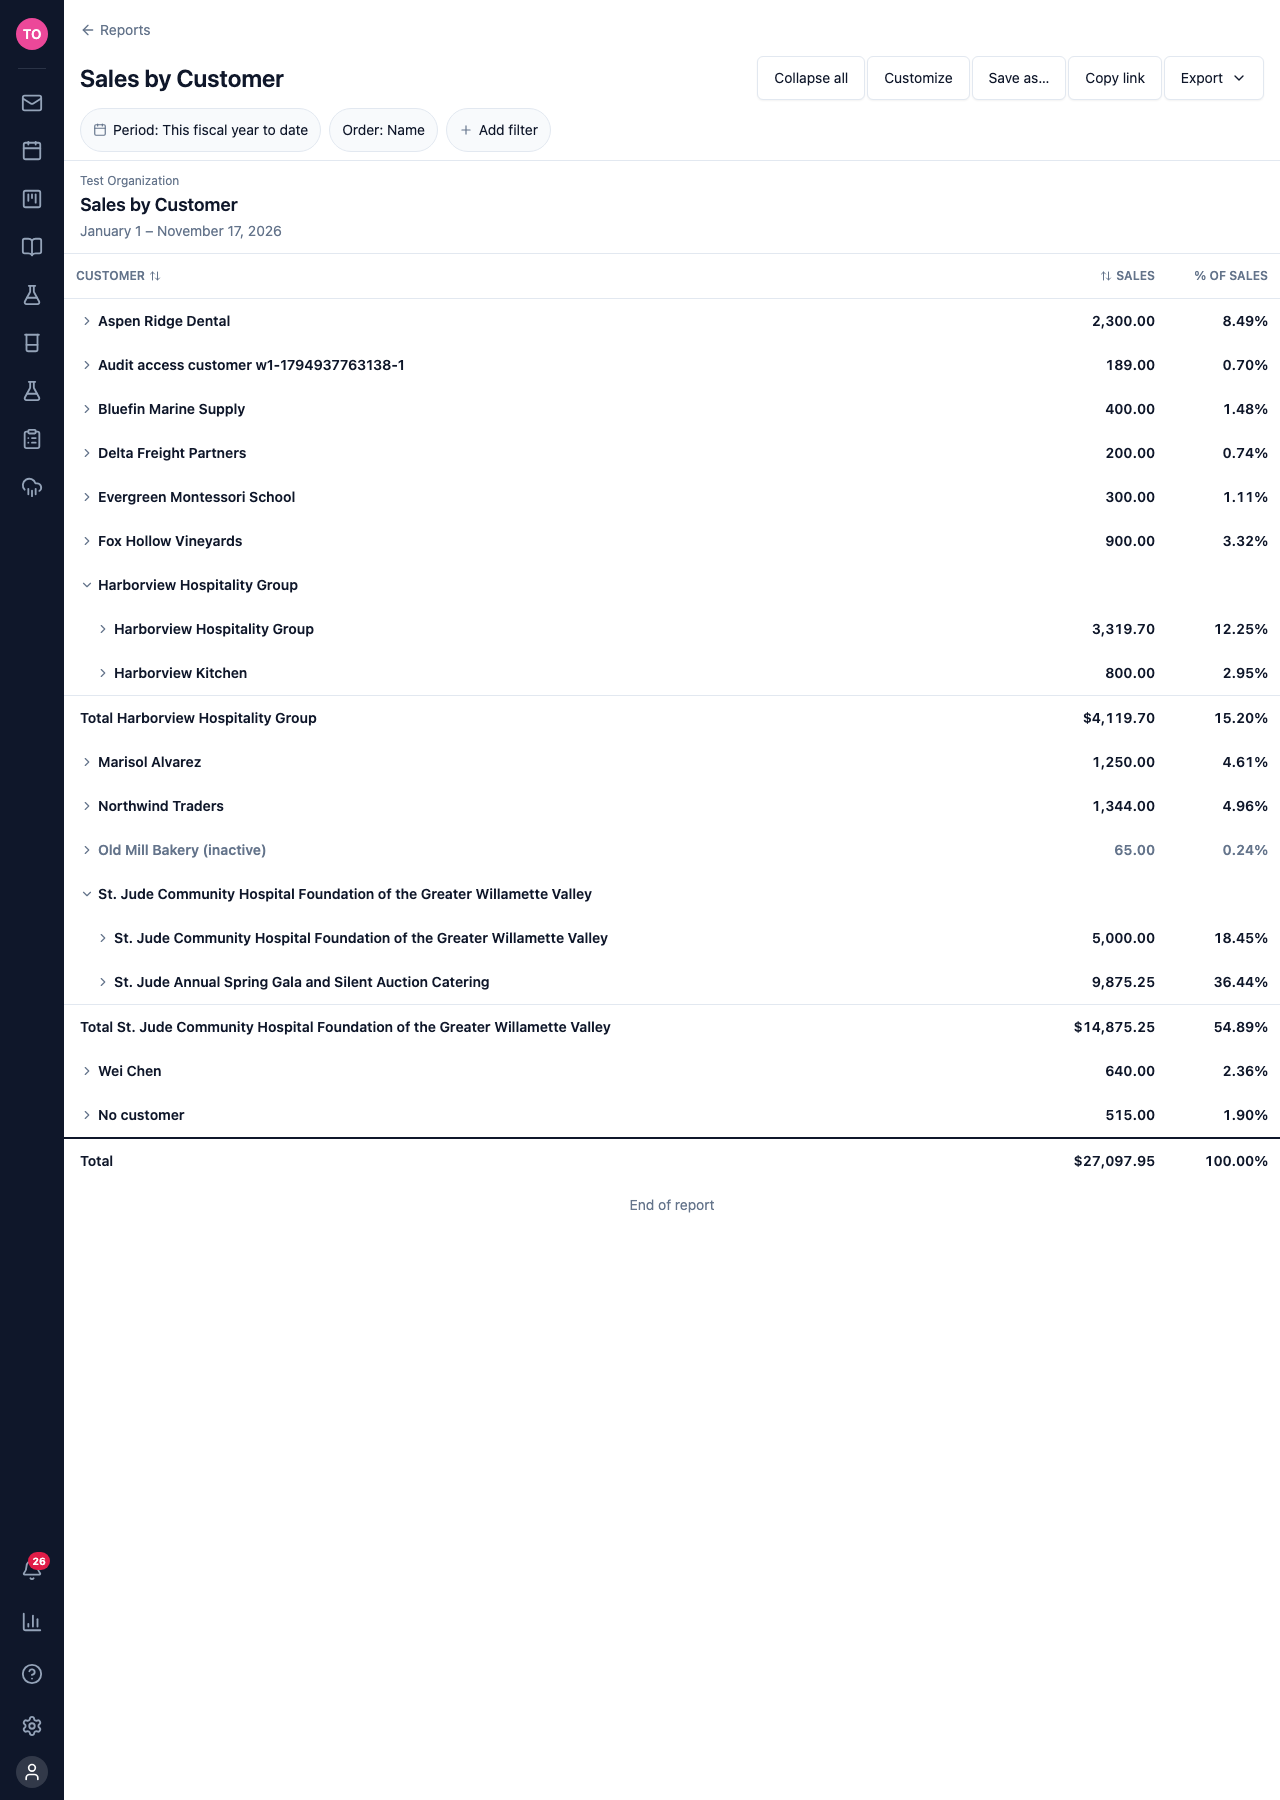 TO
Reports
Sales by Customer
Collapse all
Customize
Save as...
Copy link
Export
Period: This fiscal year to date
Order: Name
Add filter
Test Organization
Sales by Customer
January 1 – November 17, 2026
CUSTOMER SALES % OF SALES
Aspen Ridge Dental 2,300.00 8.49%
Audit access customer w1-1794937763138-1 189.00 0.70%
Bluefin Marine Supply 400.00 1.48%
Delta Freight Partners 200.00 0.74%
Evergreen Montessori School 300.00 1.11%
Fox Hollow Vineyards 900.00 3.32%
Harborview Hospitality Group
Harborview Hospitality Group 3,319.70 12.25%
Harborview Kitchen 800.00 2.95%
Total Harborview Hospitality Group $4,119.70 15.20%
Marisol Alvarez 1,250.00 4.61%
Northwind Traders 1,344.00 4.96%
Old Mill Bakery (inactive) 65.00 0.24%
St. Jude Community Hospital Foundation of the Greater Willamette Valley
St. Jude Community Hospital Foundation of the Greater Willamette Valley 5,000.00 18.45%
St. Jude Annual Spring Gala and Silent Auction Catering 9,875.25 36.44%
Total St. Jude Community Hospital Foundation of the Greater Willamette Valley $14,875.25 54.89%
Wei Chen 640.00 2.36%
No customer 515.00 1.90%
Total $27,097.95 100.00%
End of report
26